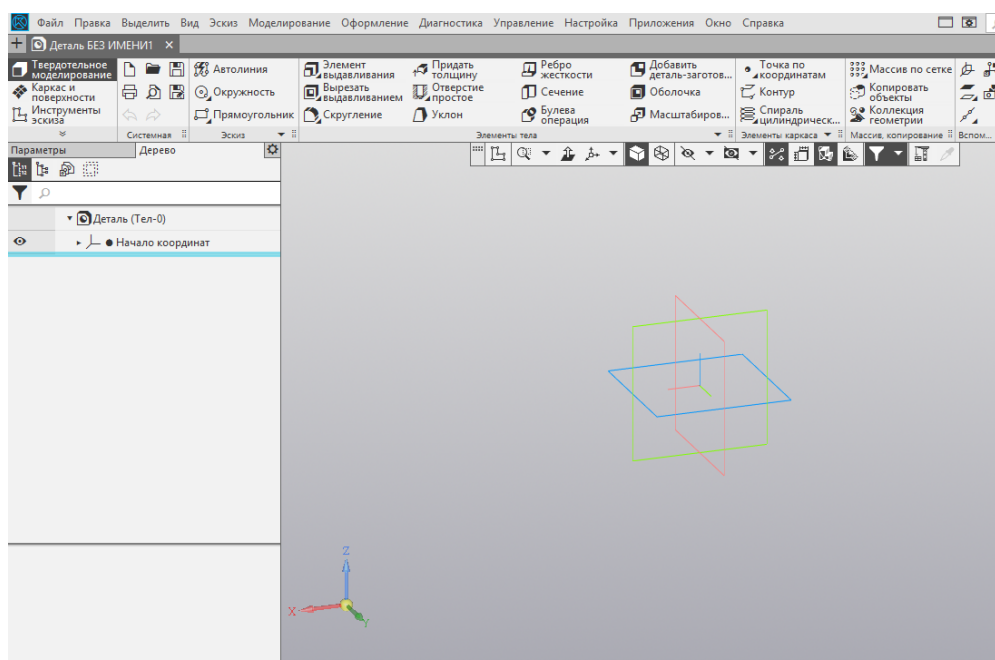 Файл Правка Выделить Вид Эскиз Моделирование Оформление Диагностика Управление Настройка Приложения Окно Справка
Деталь БЕЗ ИМЕНИ1
Твердотельное моделирование
Каркас и поверхности
Инструменты эскиза
Системная
Автолиния
Окружность
Прямоугольник
Эскиз
Элемент выдавливания
Вырезать выдавливанием
Скругление
Придать толщину
Отверстие простое
Уклон
Ребро жесткости
Сечение
Булева операция
Добавить деталь-заготов...
Оболочка
Масштабиров...
Элементы тела
Точка по координатам
Контур
Спираль цилиндрическ...
Элементы каркаса
Массив по сетке
Копировать объекты
Коллекция геометрии
Массив, копирование
Вспом...
Параметры
Дерево
Деталь (Тел-0)
Начало координат
Z
X
Y